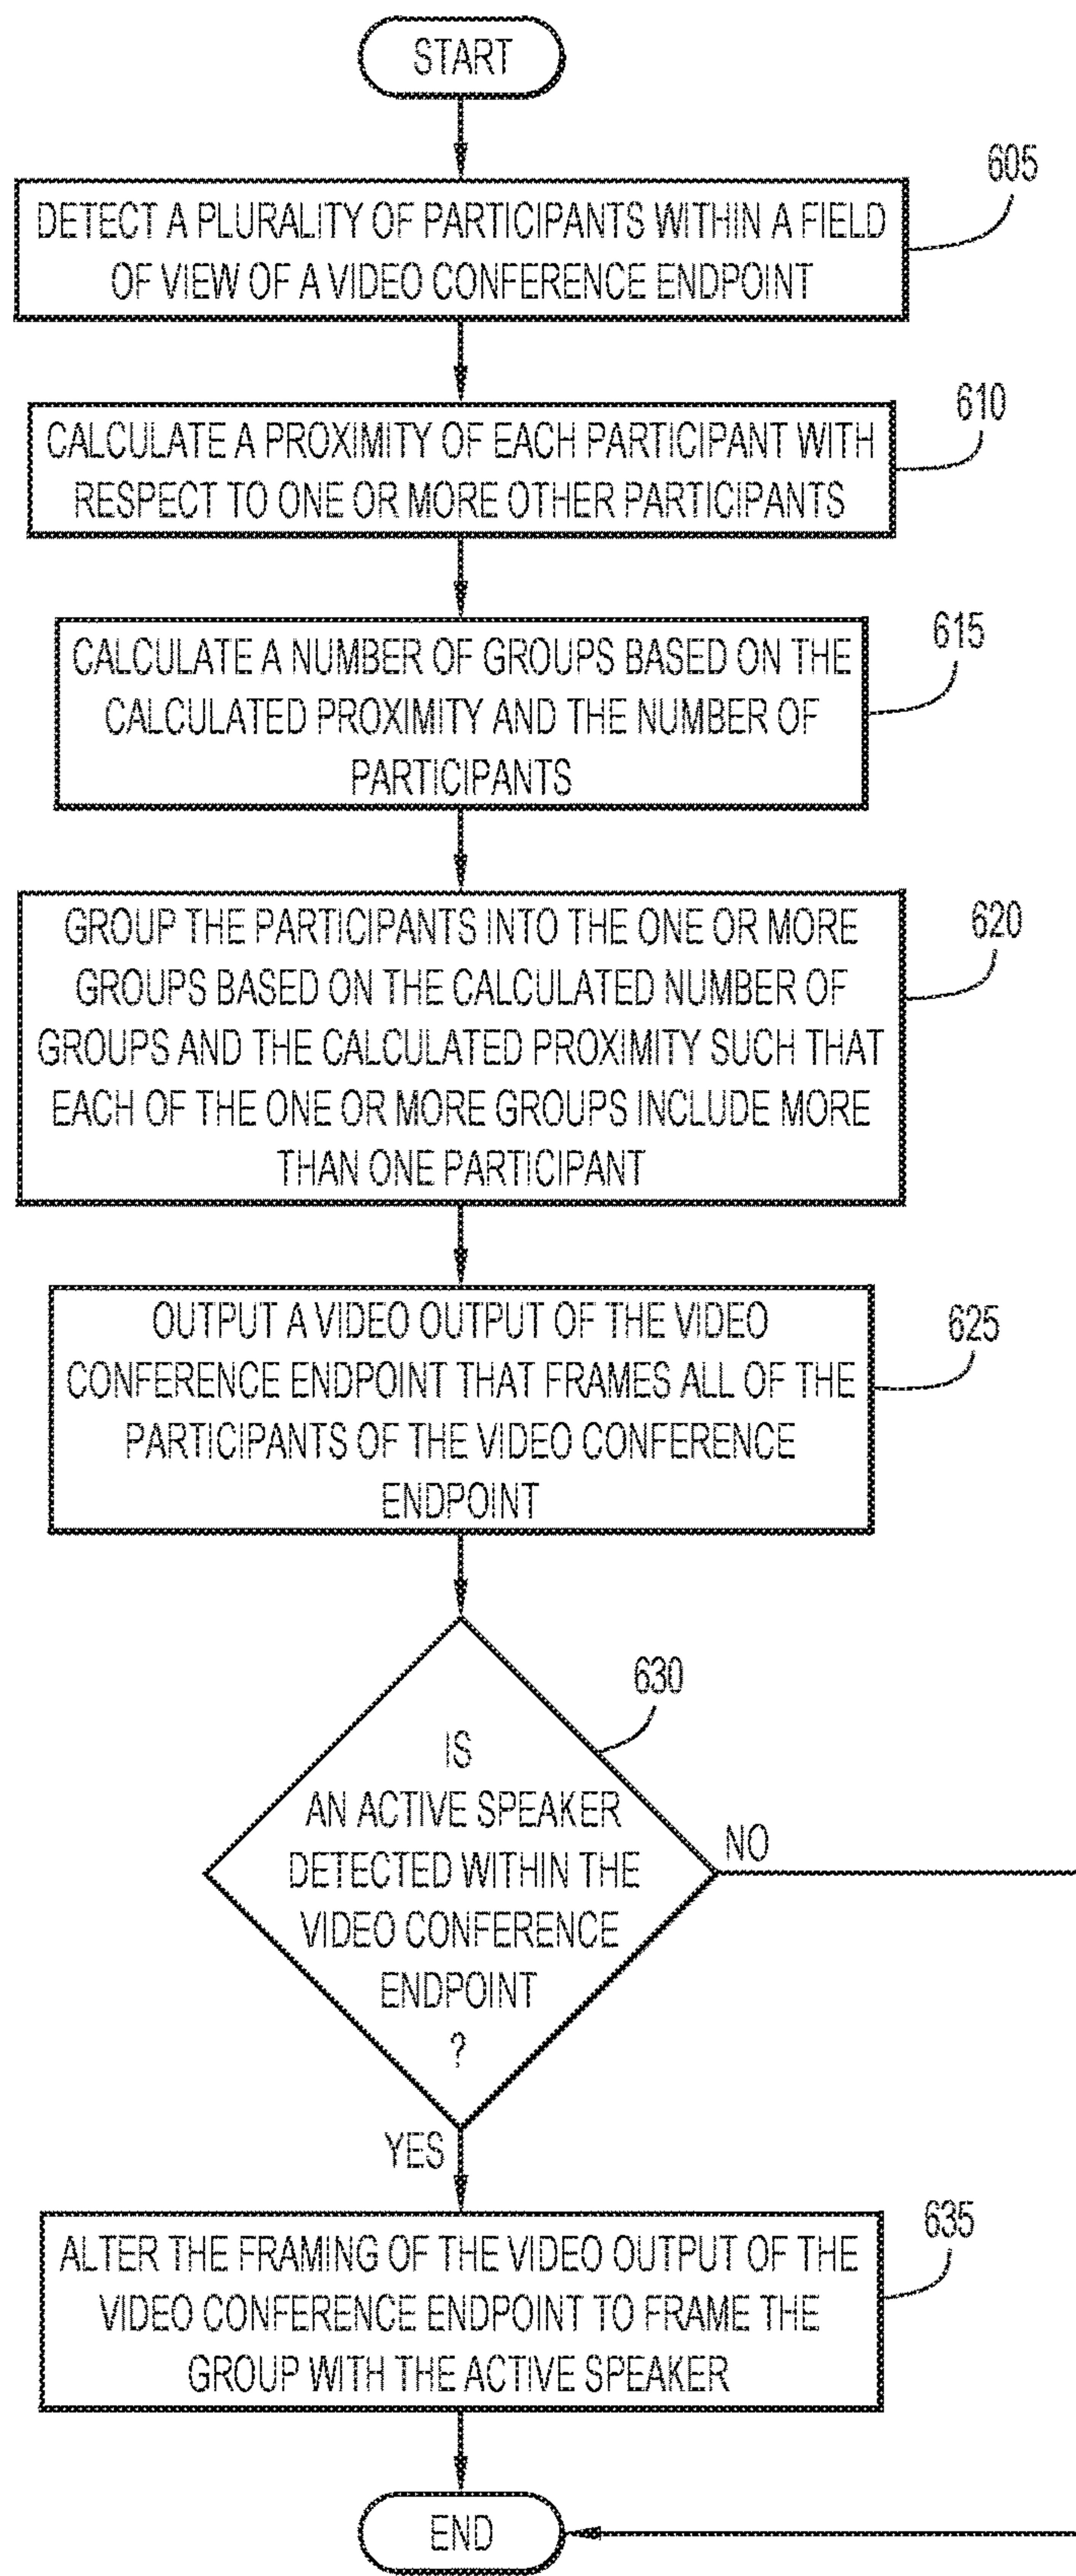 START
605
DETECT A PLURALITY OF PARTICIPANTS WITHIN A FIELD
OF VIEW OF A VIDEO CONFERENCE ENDPOINT
610
CALCULATE A PROXIMITY OF EACH PARTICIPANT WITH
RESPECT TO ONE OR MORE OTHER PARTICIPANTS
615
CALCULATE A NUMBER OF GROUPS BASED ON THE
CALCULATED PROXIMITY AND THE NUMBER OF
PARTICIPANTS
620
GROUP THE PARTICIPANTS INTO THE ONE OR MORE
GROUPS BASED ON THE CALCULATED NUMBER OF
GROUPS AND THE CALCULATED PROXIMITY SUCH THAT
EACH OF THE ONE OR MORE GROUPS INCLUDE MORE
THAN ONE PARTICIPANT
625
OUTPUT A VIDEO OUTPUT OF THE VIDEO
CONFERENCE ENDPOINT THAT FRAMES ALL OF THE
PARTICIPANTS OF THE VIDEO CONFERENCE
ENDPOINT
630
IS
AN ACTIVE SPEAKER
DETECTED WITHIN THE
VIDEO CONFERENCE
ENDPOINT
?
NO
YES
635
ALTER THE FRAMING OF THE VIDEO OUTPUT OF THE
VIDEO CONFERENCE ENDPOINT TO FRAME THE
GROUP WITH THE ACTIVE SPEAKER
END